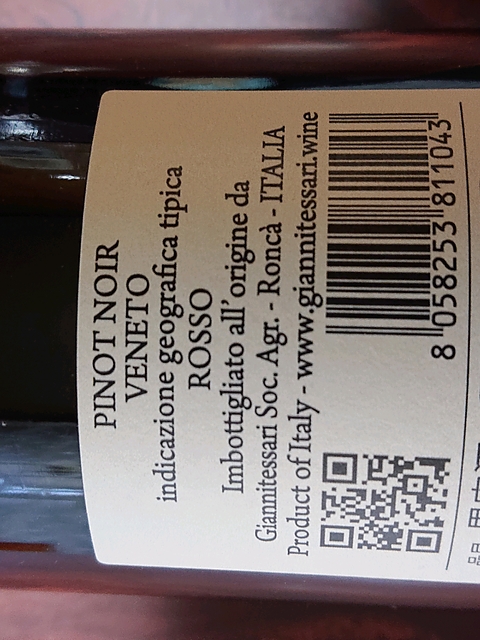 PINOT NOIR
VENETO
indicazione geografica tipica
ROSSO
Imbottigliato all'origine da
Giannitessari Soc. Agr. - Roncà - ITALIA
Product of Italy - www.giannitessari.wine
8 058253 811043